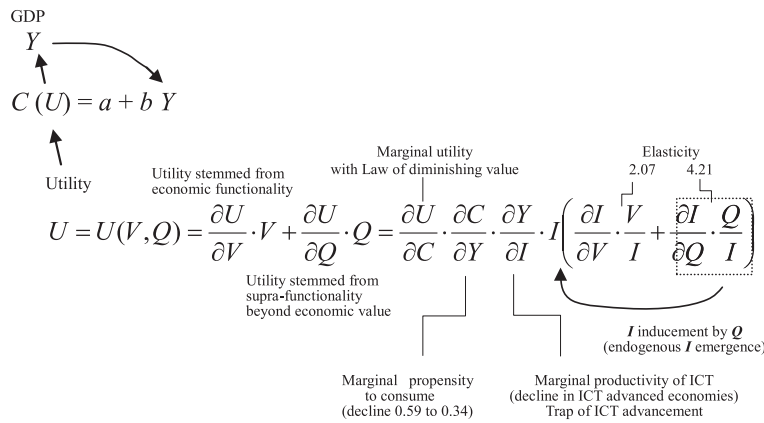 GDP
Y
C (U) = a + b Y
Utility
Utility stemmed from
economic functionality
Marginal utility
with Law of diminishing value
Elasticity
2.07 4.21
U = U(V,Q) = ∂U/∂V · V + ∂U/∂Q · Q = ∂U/∂C · ∂C/∂Y · ∂Y/∂I · I(∂I/∂V · V/I + ∂I/∂Q · Q/I)
Utility stemmed from
supra-functionality
beyond economic value
I inducement by Q
(endogenous I emergence)
Marginal propensity
to consume
(decline 0.59 to 0.34)
Marginal productivity of ICT
(decline in ICT advanced economies)
Trap of ICT advancement